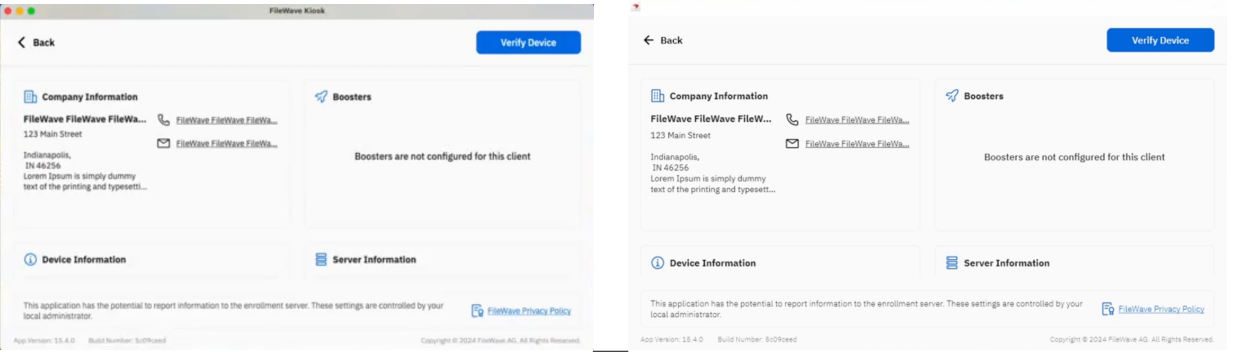 FileWave Kiosk
Back
Verify Device
Company Information
FileWave FileWave FileWa...
123 Main Street
Indianapolis,
IN 46256
Lorem Ipsum is simply dummy
text of the printing and typesetti...
FileWave FileWave FileWa...
FileWave FileWave FileWa...
Boosters
Boosters are not configured for this client
Device Information
Server Information
This application has the potential to report information to the enrollment server. These settings are controlled by your
local administrator.
FileWave Privacy Policy
App Version: 15.4.0 Build Number: 5c09ceed
Copyright © 2024 FileWave AG. All Rights Reserved.
Back
Verify Device
Company Information
FileWave FileWave FileW...
123 Main Street
Indianapolis,
IN 46256
Lorem Ipsum is simply dummy
text of the printing and typesett...
FileWave FileWave FileWa...
FileWave FileWave FileWa...
Boosters
Boosters are not configured for this client
Device Information
Server Information
This application has the potential to report information to the enrollment server. These settings are controlled by your
local administrator.
FileWave Privacy Policy
App Version: 15.4.0 Build Number: 5c09ceed
Copyright © 2024 FileWave AG. All Rights Reserved.